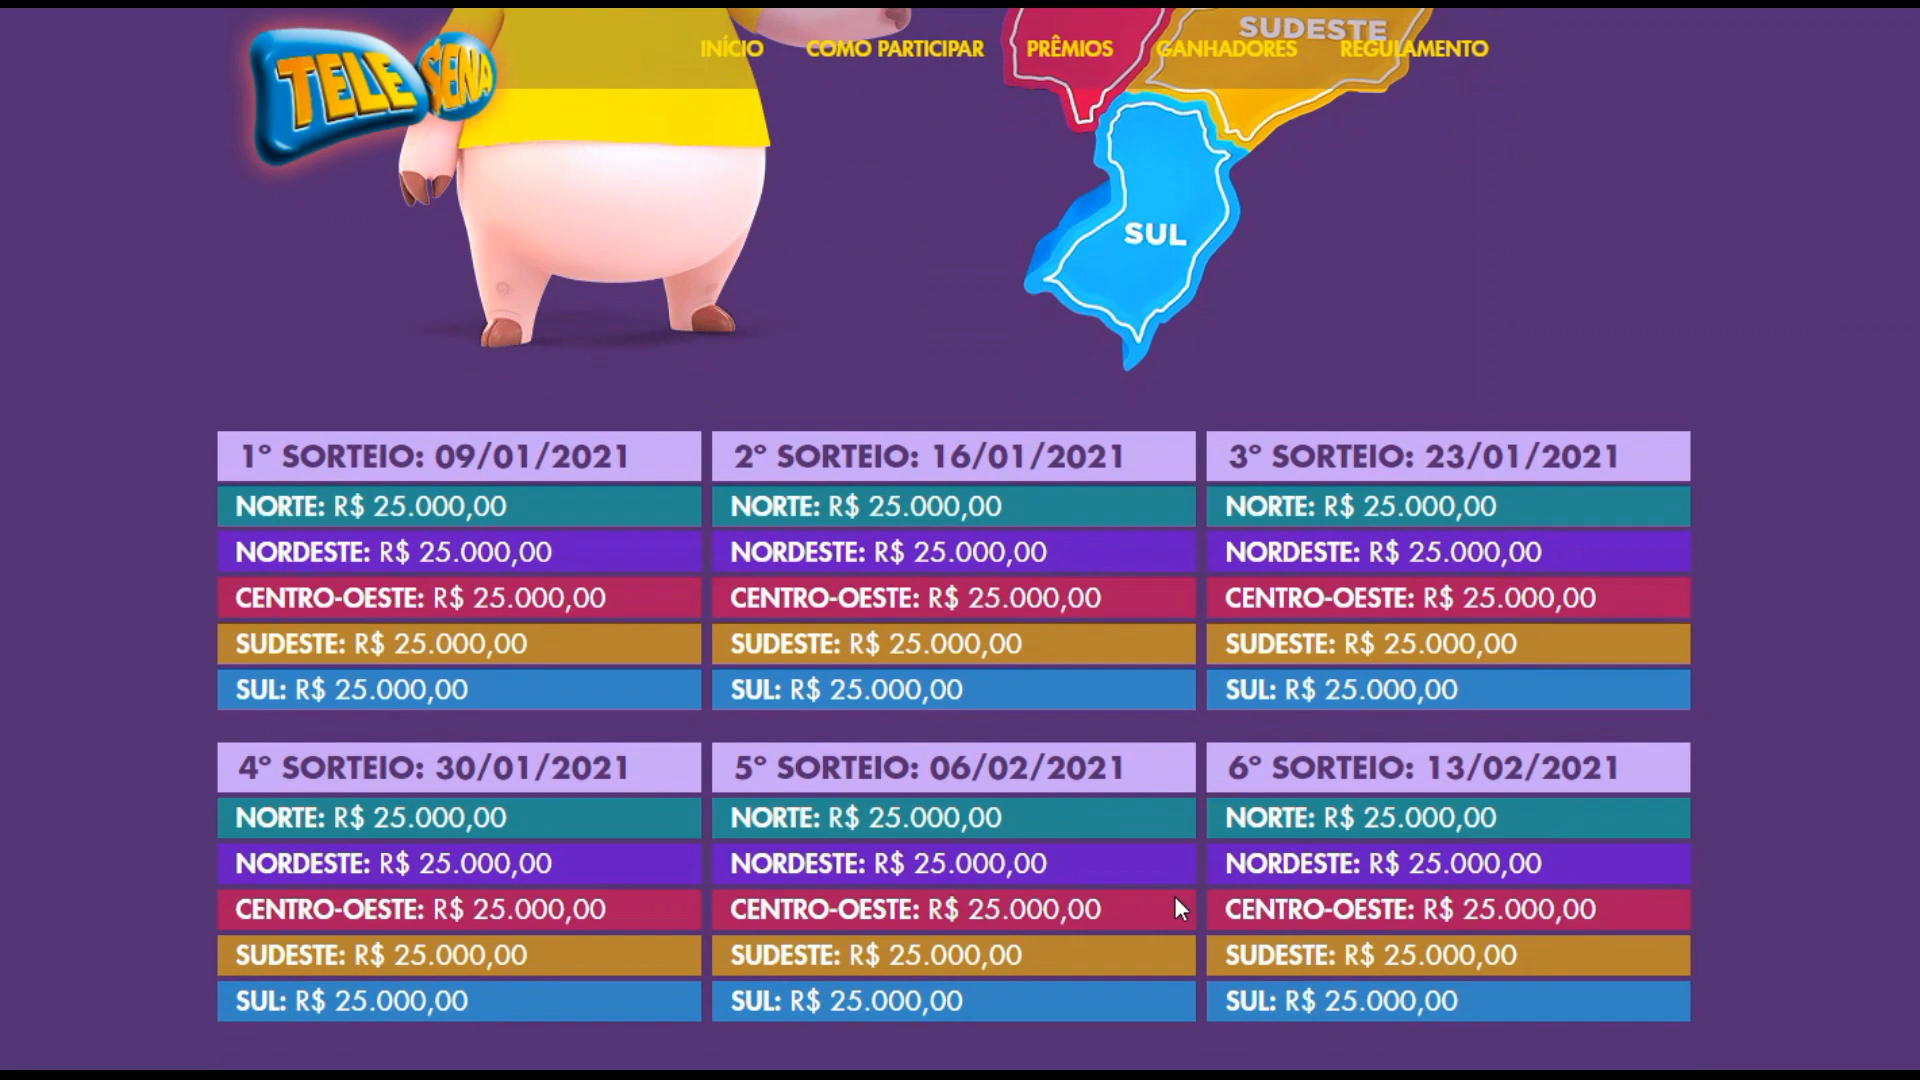 TELE SENA
SUDESTE
INÍCIO COMO PARTICIPAR PRÊMIOS GANHADORES REGULAMENTO
SUL
1º SORTEIO: 09/01/2021
NORTE: R$ 25.000,00
NORDESTE: R$ 25.000,00
CENTRO-OESTE: R$ 25.000,00
SUDESTE: R$ 25.000,00
SUL: R$ 25.000,00
2º SORTEIO: 16/01/2021
NORTE: R$ 25.000,00
NORDESTE: R$ 25.000,00
CENTRO-OESTE: R$ 25.000,00
SUDESTE: R$ 25.000,00
SUL: R$ 25.000,00
3º SORTEIO: 23/01/2021
NORTE: R$ 25.000,00
NORDESTE: R$ 25.000,00
CENTRO-OESTE: R$ 25.000,00
SUDESTE: R$ 25.000,00
SUL: R$ 25.000,00
4º SORTEIO: 30/01/2021
NORTE: R$ 25.000,00
NORDESTE: R$ 25.000,00
CENTRO-OESTE: R$ 25.000,00
SUDESTE: R$ 25.000,00
SUL: R$ 25.000,00
5º SORTEIO: 06/02/2021
NORTE: R$ 25.000,00
NORDESTE: R$ 25.000,00
CENTRO-OESTE: R$ 25.000,00
SUDESTE: R$ 25.000,00
SUL: R$ 25.000,00
6º SORTEIO: 13/02/2021
NORTE: R$ 25.000,00
NORDESTE: R$ 25.000,00
CENTRO-OESTE: R$ 25.000,00
SUDESTE: R$ 25.000,00
SUL: R$ 25.000,00